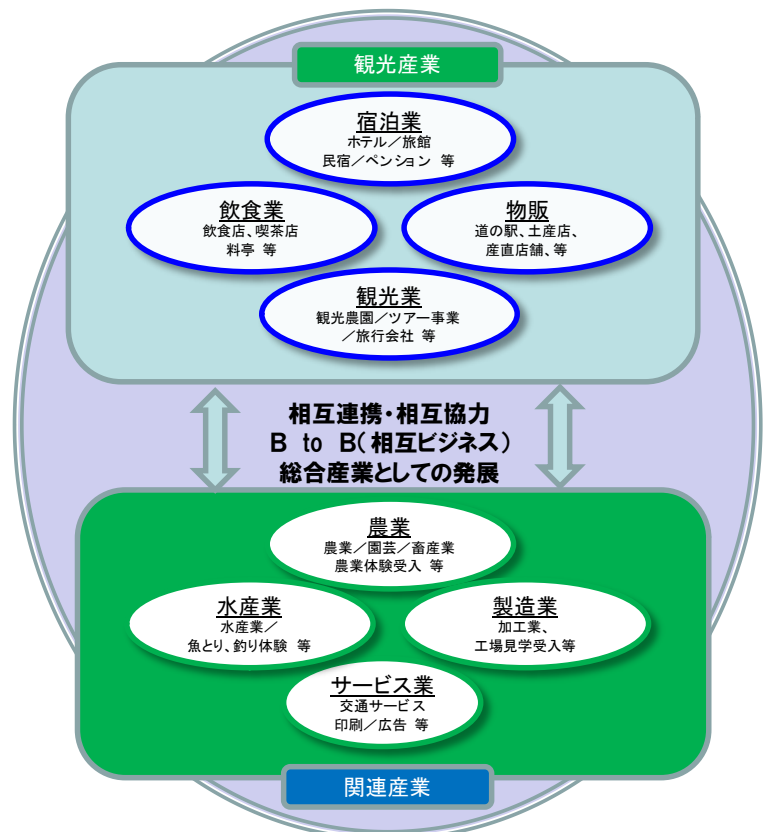 観光産業
宿泊業
ホテル／旅館
民宿／ペンション 等
飲食業
飲食店、喫茶店
料亭 等
物販
道の駅、土産店、
産直店舗、等
観光業
観光農園／ツアー事業
／旅行会社 等
相互連携・相互協力
B to B（相互ビジネス）
総合産業としての発展
農業
農業／園芸／畜産業
農業体験受入 等
水産業
水産業／
魚とり、釣り体験 等
製造業
加工業、
工場見学受入等
サービス業
交通サービス
印刷／広告 等
関連産業